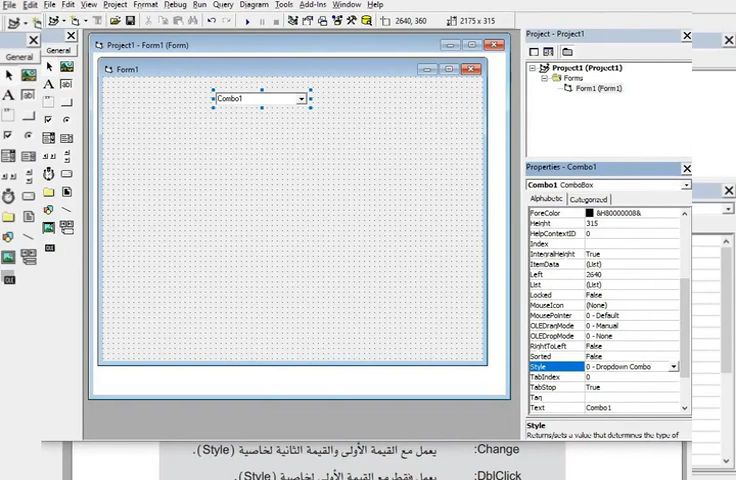 File Edit View Project Format Debug Run Query Diagram Tools Add-Ins Window Help
2640, 360
2175 x 315
General
General
Project1 - Form1 (Form)
Form1
Combo1
Project - Project1
Project1 (Project1)
Forms
Form1 (Form1)
Properties - Combo1
Combo1 ComboBox
Alphabetic Categorized
ForeColor &H80000008&
Height 315
HelpContextID 0
Index
IntegralHeight True
ItemData (List)
Left 2640
List (List)
Locked False
MouseIcon (None)
MousePointer 0 - Default
OLEDragMode 0 - Manual
OLEDropMode 0 - None
RightToLeft False
Sorted False
Style 0 - Dropdown Combo
TabIndex 0
TabStop True
Tag
Text Combo1
Style
Returns/sets a value that determines the type of
Change: يعمل مع القيمة الأولى والقيمة الثانية لخاصية (Style).
DblClick: يعمل فقط مع القيمة الأولى لخاصية (Style).